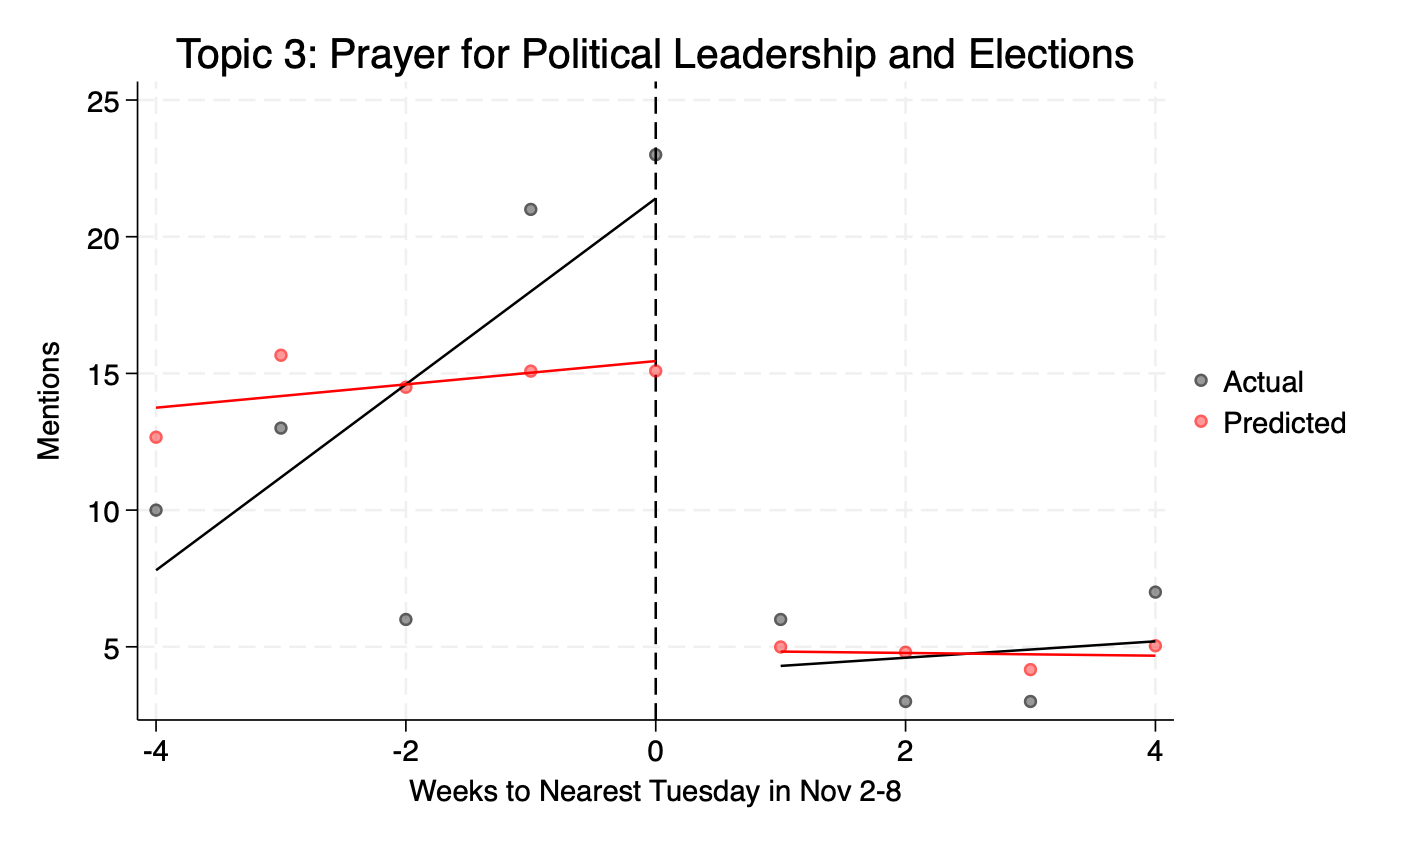 Topic 3: Prayer for Political Leadership and Elections
25
20
15
10
5
Mentions
-4
-2
0
2
4
Weeks to Nearest Tuesday in Nov 2-8
Actual
Predicted